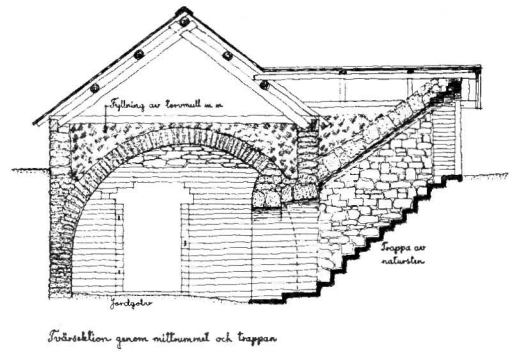 Fyllning av torvmull m m
Trappa av
natursten
Jordgolv
Tvärsektion genom mittrummet och trappan